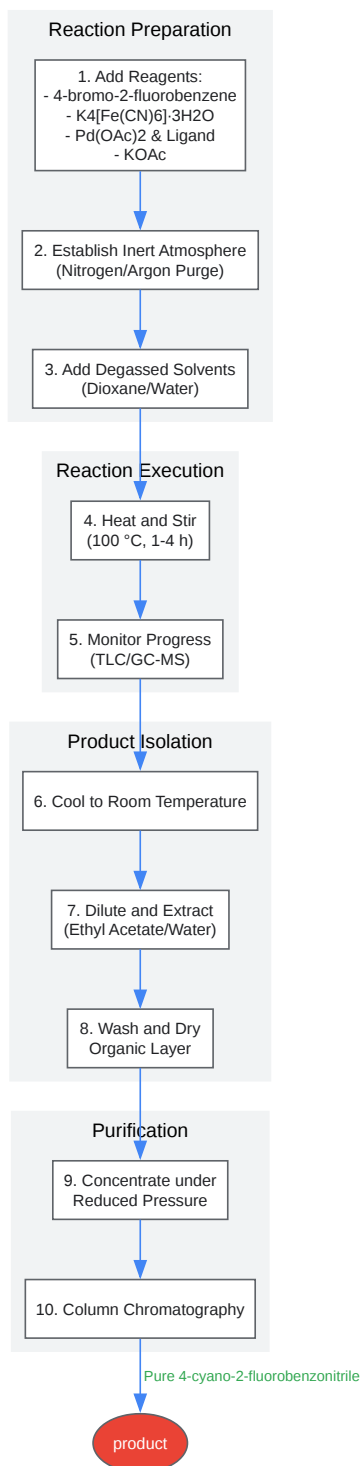 Reaction Preparation
1. Add Reagents:
- 4-bromo-2-fluorobenzene
- K4[Fe(CN)6]·3H2O
- Pd(OAc)2 & Ligand
- KOAc
2. Establish Inert Atmosphere
(Nitrogen/Argon Purge)
3. Add Degassed Solvents
(Dioxane/Water)
Reaction Execution
4. Heat and Stir
(100 °C, 1-4 h)
5. Monitor Progress
(TLC/GC-MS)
Product Isolation
6. Cool to Room Temperature
7. Dilute and Extract
(Ethyl Acetate/Water)
8. Wash and Dry
Organic Layer
Purification
9. Concentrate under
Reduced Pressure
10. Column Chromatography
Pure 4-cyano-2-fluorobenzonitrile
product